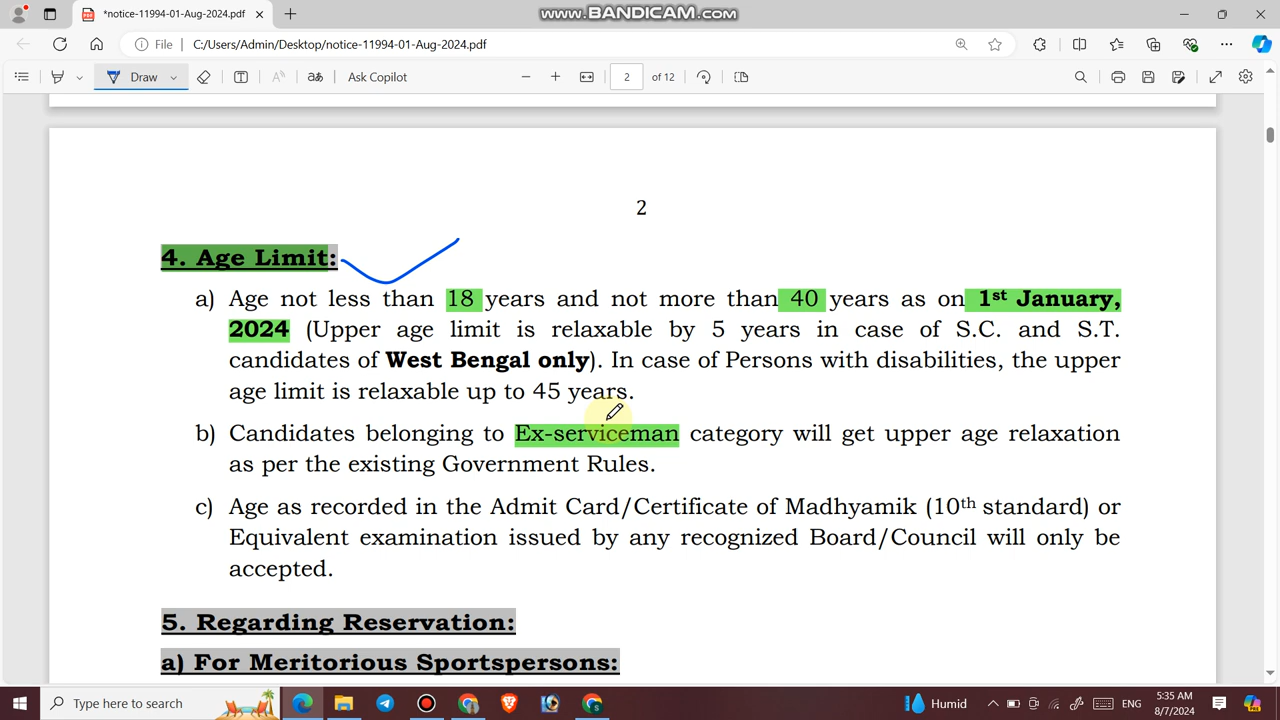 *notice-11994-01-Aug-2024.pdf
www.BANDICAM.com
File C:/Users/Admin/Desktop/notice-11994-01-Aug-2024.pdf
Draw Ask Copilot 2 of 12
2
4. Age Limit:
a) Age not less than 18 years and not more than 40 years as on 1st January,
2024 (Upper age limit is relaxable by 5 years in case of S.C. and S.T.
candidates of West Bengal only). In case of Persons with disabilities, the upper
age limit is relaxable up to 45 years.
b) Candidates belonging to Ex-serviceman category will get upper age relaxation
as per the existing Government Rules.
c) Age as recorded in the Admit Card/Certificate of Madhyamik (10th standard) or
Equivalent examination issued by any recognized Board/Council will only be
accepted.
5. Regarding Reservation:
a) For Meritorious Sportspersons:
Type here to search
Humid
ENG
5:35 AM
8/7/2024